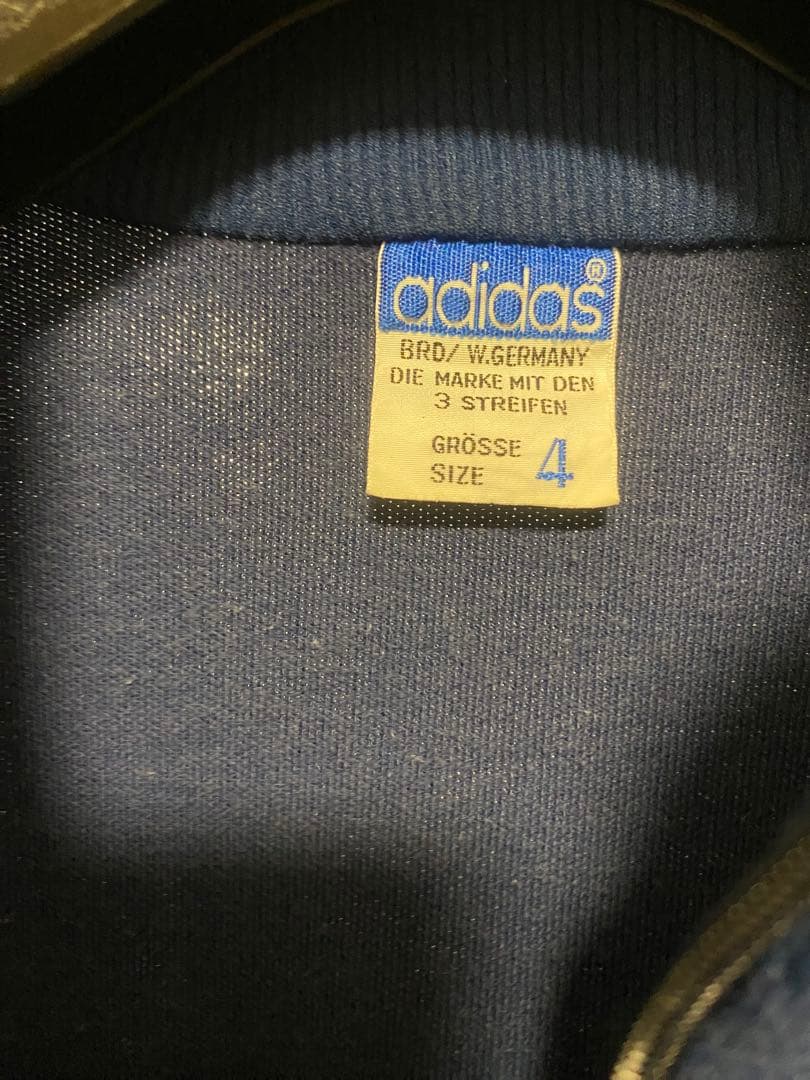 adidas®
BRD/ W.GERMANY
DIE MARKE MIT DEN
3 STREIFEN
GRÖSSE
SIZE 4